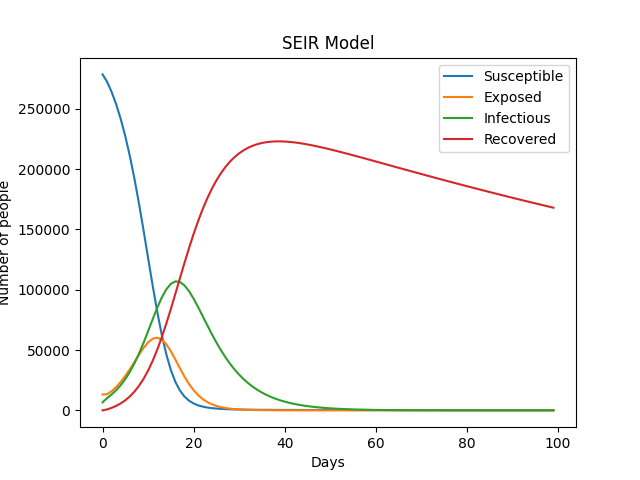 SEIR Model
Susceptible
Exposed
Infectious
Recovered
250000
200000
150000
100000
50000
0
Number of people
0 20 40 60 80 100
Days